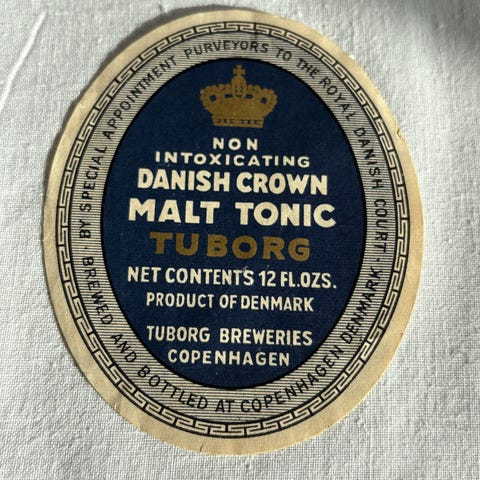 BY SPECIAL APPOINTMENT PURVEYORS TO THE ROYAL DANISH COURT
NON
INTOXICATING
DANISH CROWN
MALT TONIC
TUBORG
NET CONTENTS 12 FL.OZS.
PRODUCT OF DENMARK
TUBORG BREWERIES
COPENHAGEN
BREWED AND BOTTLED AT COPENHAGEN DENMARK